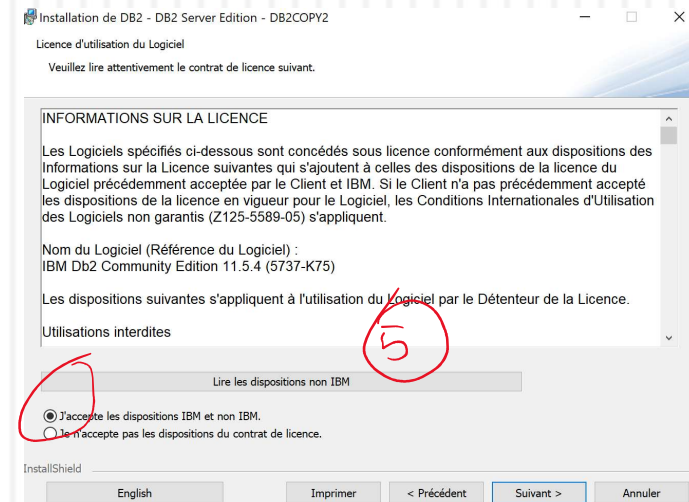 Installation de DB2 - DB2 Server Edition - DB2COPY2
Licence d'utilisation du Logiciel
Veuillez lire attentivement le contrat de licence suivant.
INFORMATIONS SUR LA LICENCE
Les Logiciels spécifiés ci-dessous sont concédés sous licence conformément aux dispositions des
Informations sur la Licence suivantes qui s'ajoutent à celles des dispositions de la licence du
Logiciel précédemment acceptée par le Client et IBM. Si le Client n'a pas précédemment accepté
les dispositions de la licence en vigueur pour le Logiciel, les Conditions Internationales d'Utilisation
des Logiciels non garantis (Z125-5589-05) s'appliquent.
Nom du Logiciel (Référence du Logiciel) :
IBM Db2 Community Edition 11.5.4 (5737-K75)
Les dispositions suivantes s'appliquent à l'utilisation du Logiciel par le Détenteur de la Licence.
Utilisations interdites
5
Lire les dispositions non IBM
J'accepte les dispositions IBM et non IBM.
Je n'accepte pas les dispositions du contrat de licence.
InstallShield
English Imprimer < Précédent Suivant > Annuler